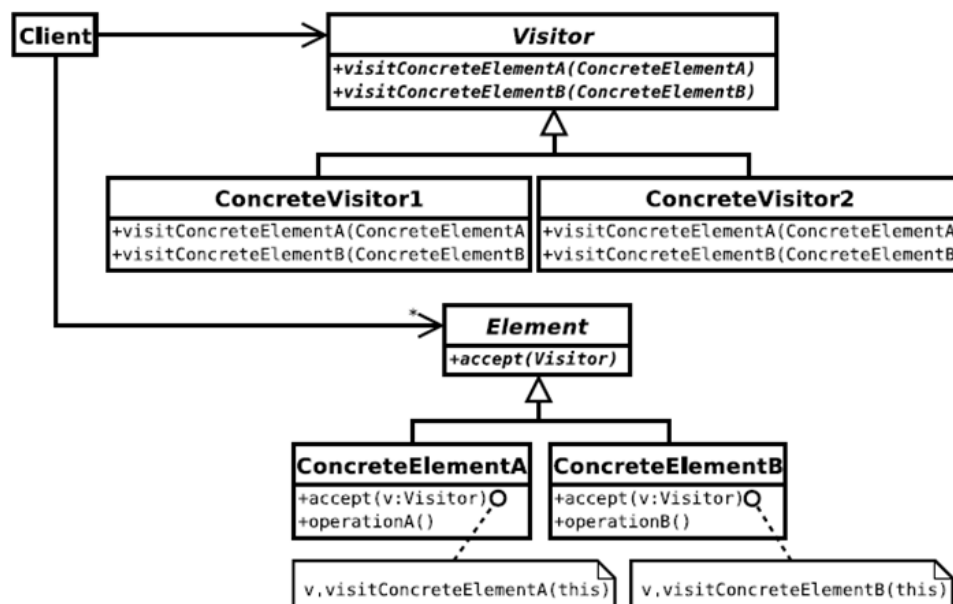 Client
Visitor
+visitConcreteElementA(ConcreteElementA)
+visitConcreteElementB(ConcreteElementB)
ConcreteVisitor1
+visitConcreteElementA(ConcreteElementA
+visitConcreteElementB(ConcreteElementB
ConcreteVisitor2
+visitConcreteElementA(ConcreteElementA
+visitConcreteElementB(ConcreteElementB
*
Element
+accept(Visitor)
ConcreteElementA
+accept(v:Visitor)
+operationA()
ConcreteElementB
+accept(v:Visitor)
+operationB()
v.visitConcreteElementA(this)
v.visitConcreteElementB(this)